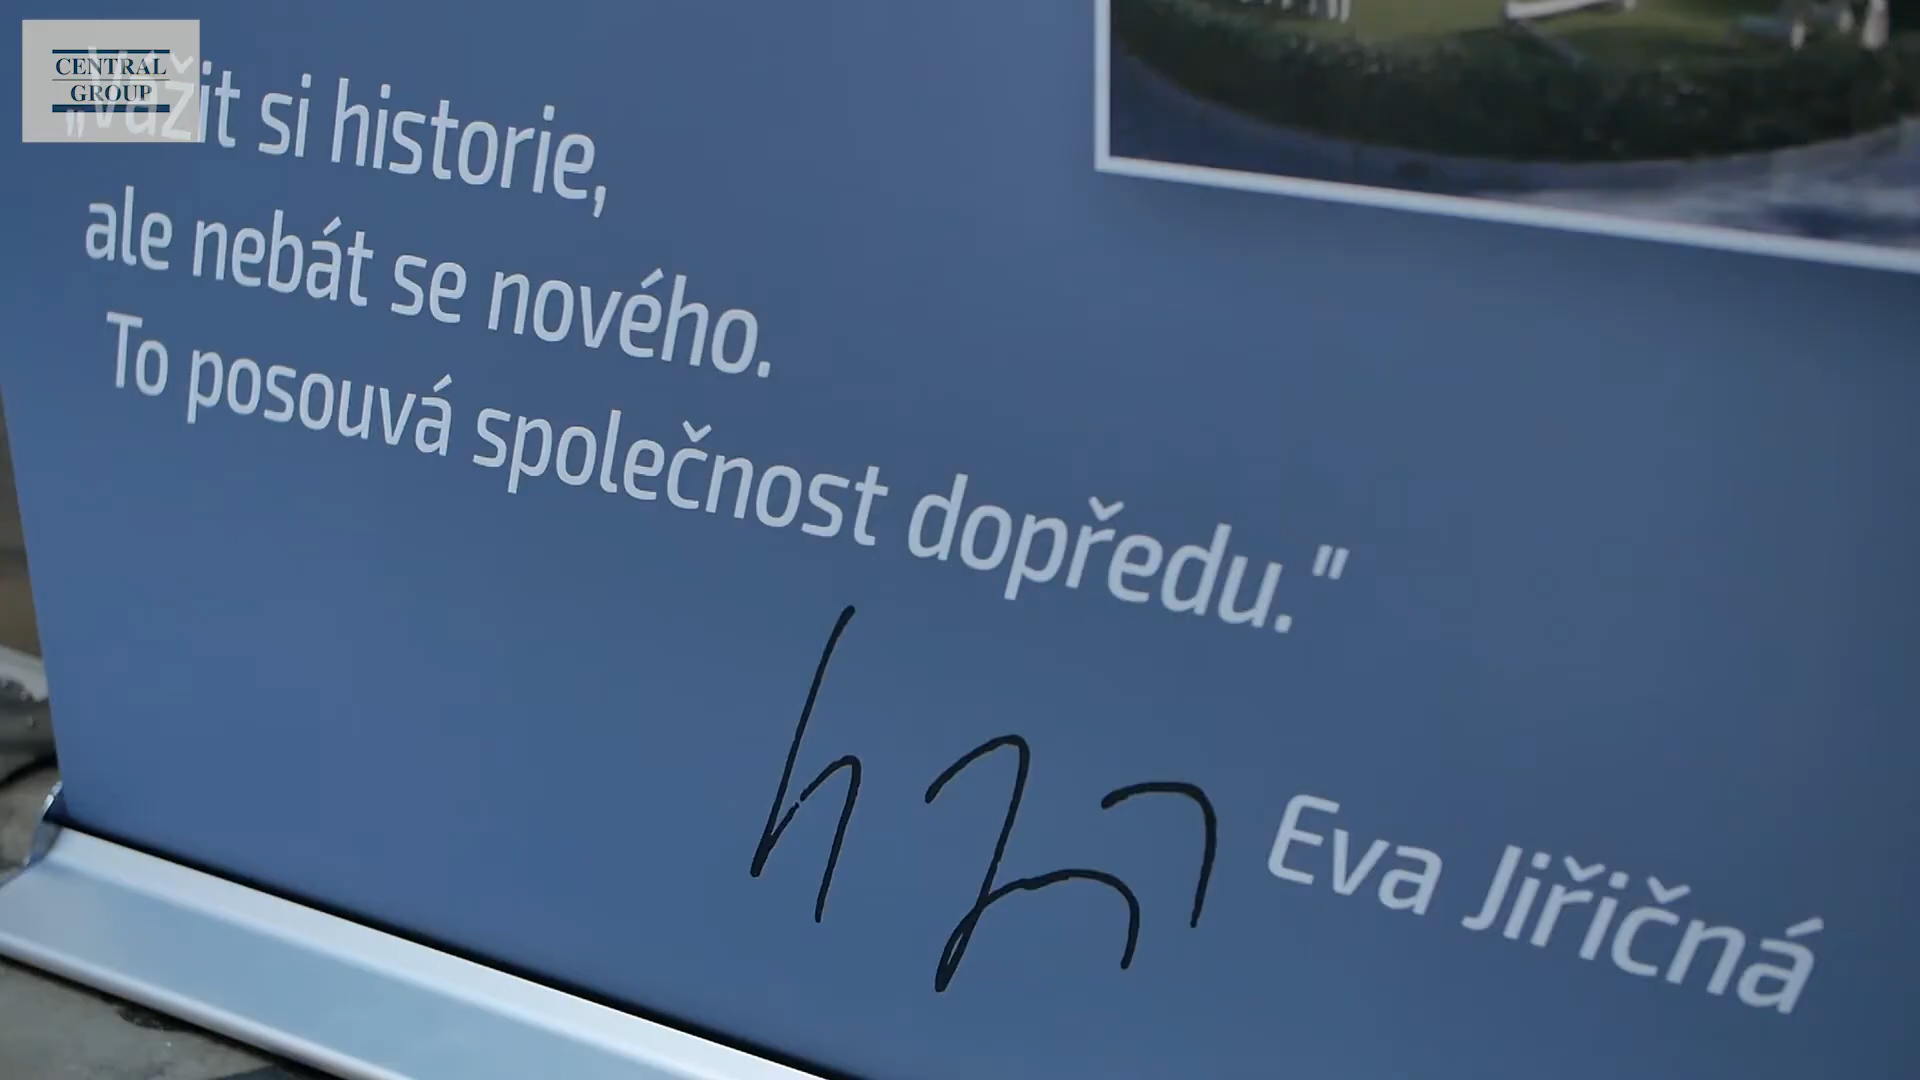 CENTRAL
GROUP
„Vážit si historie,
ale nebát se nového.
To posouvá společnost dopředu."
Eva Jiřičná